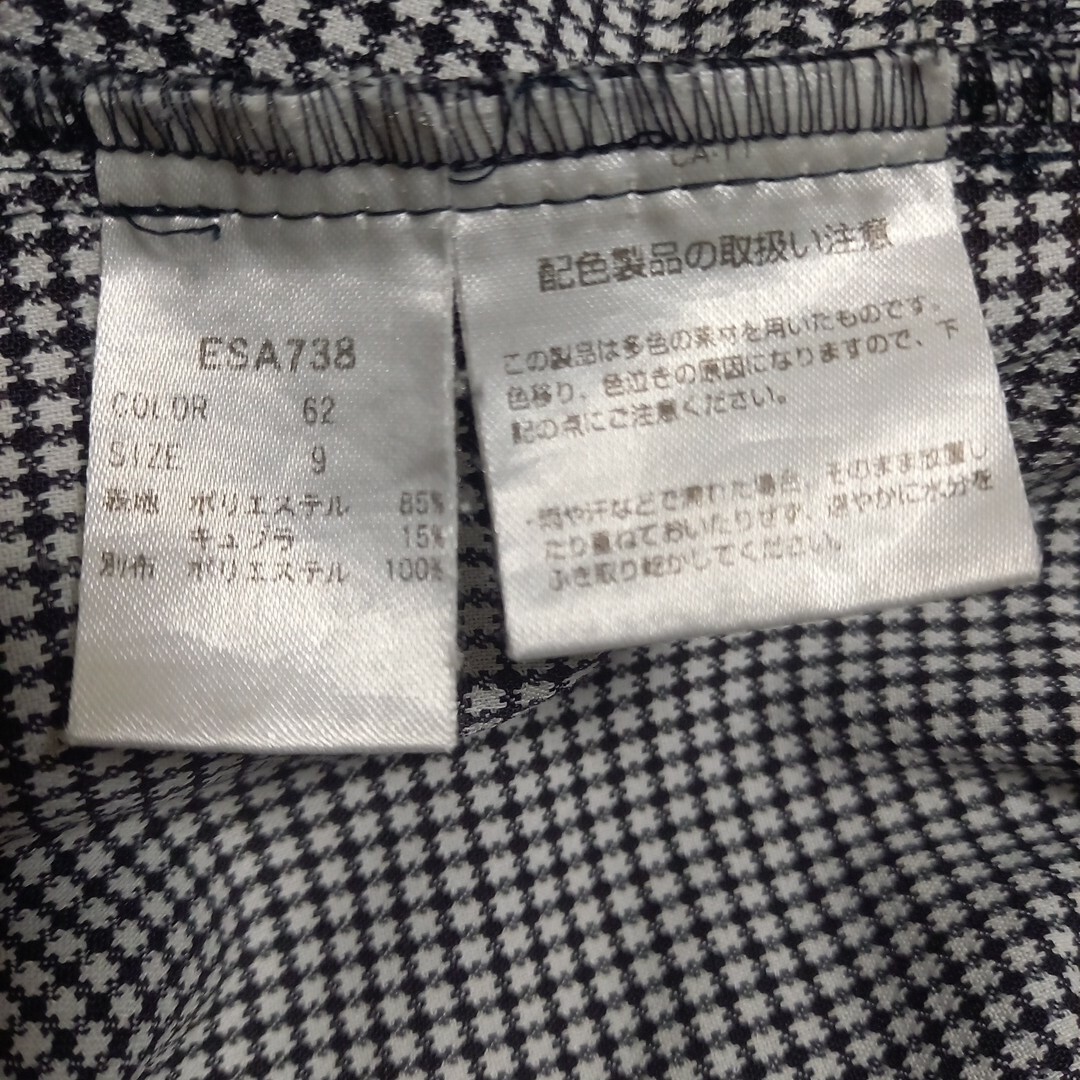 ESA738
COLOR 62
SIZE 9
表地 ポリエステル 85%
キュプラ 15%
別布 ポリエステル 100%
CA-11
配色製品の取扱い注意
この製品は多色の素材を用いたものです。
色移り、色泣きの原因になりますので、下
記の点にご注意ください。
・雨や汗などで濡れた場合、そのまま放置し
たり重ねておいたりせず、速やかに水分を
ふき取り乾かしてください。